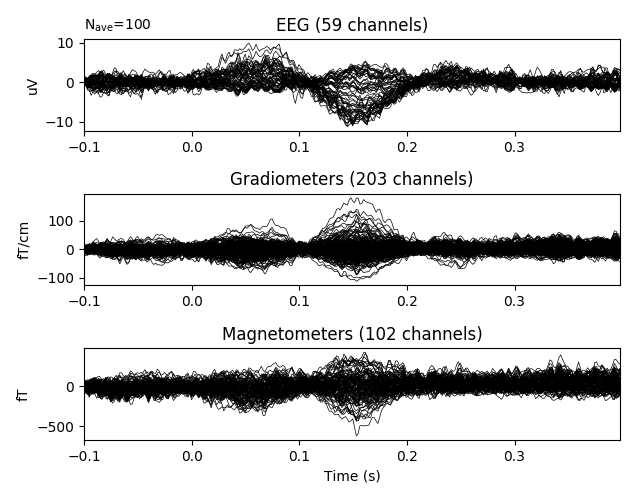 N_ave=100
EEG (59 channels)
10
0
−10
uV
−0.1 0.0 0.1 0.2 0.3
Gradiometers (203 channels)
100
0
−100
fT/cm
−0.1 0.0 0.1 0.2 0.3
Magnetometers (102 channels)
0
−500
fT
−0.1 0.0 0.1 0.2 0.3
Time (s)